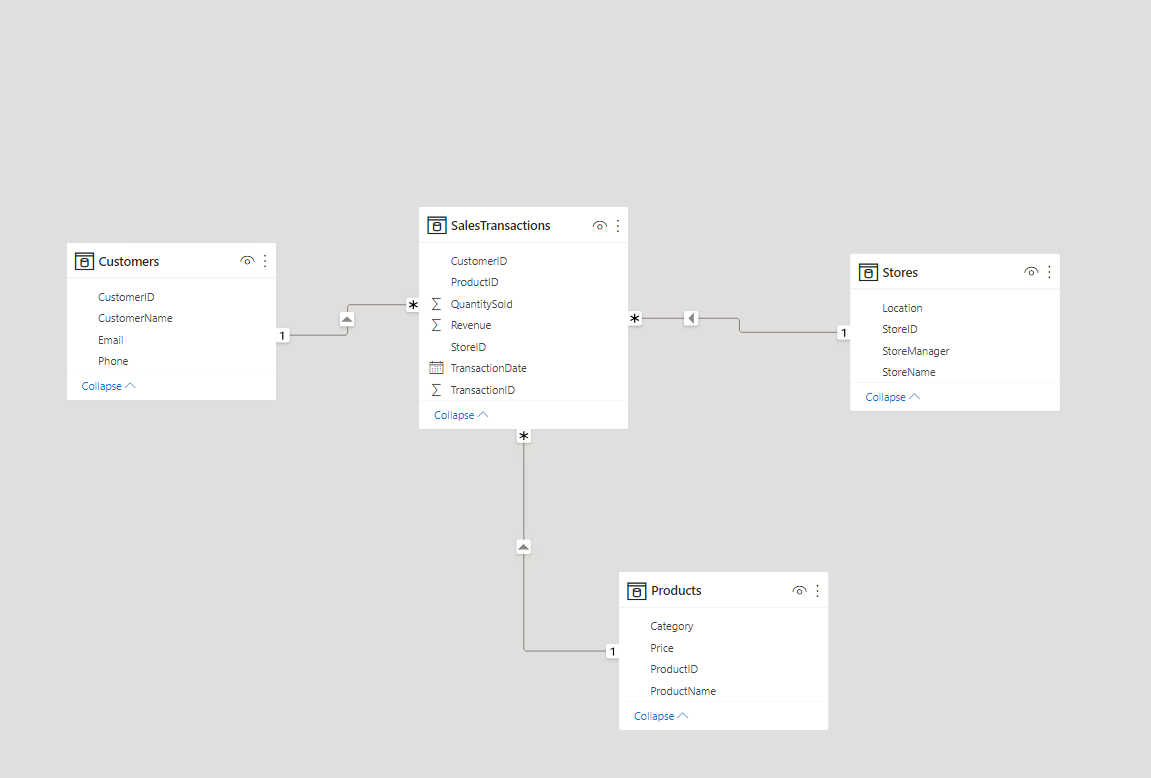 Customers
CustomerID
CustomerName
Email
Phone
Collapse
1
SalesTransactions
CustomerID
ProductID
∑ QuantitySold
∑ Revenue
StoreID
TransactionDate
∑ TransactionID
Collapse
*
*
*
Stores
Location
StoreID
StoreManager
StoreName
Collapse
1
Products
Category
Price
ProductID
ProductName
Collapse
1